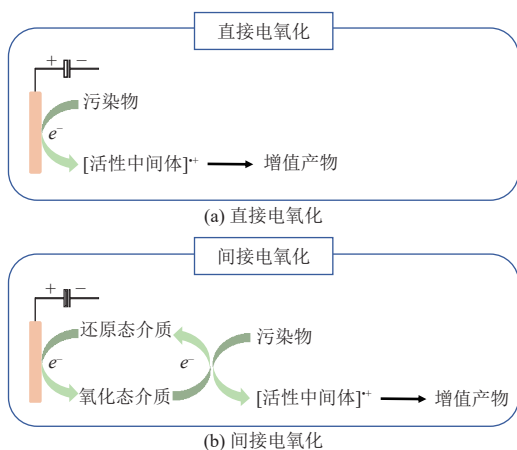 直接电氧化
+ −
污染物
e⁻
[活性中间体]•+ 增值产物
(a) 直接电氧化
间接电氧化
+ −
还原态介质 污染物
e⁻ e⁻
氧化态介质 [活性中间体]•+ 增值产物
(b) 间接电氧化